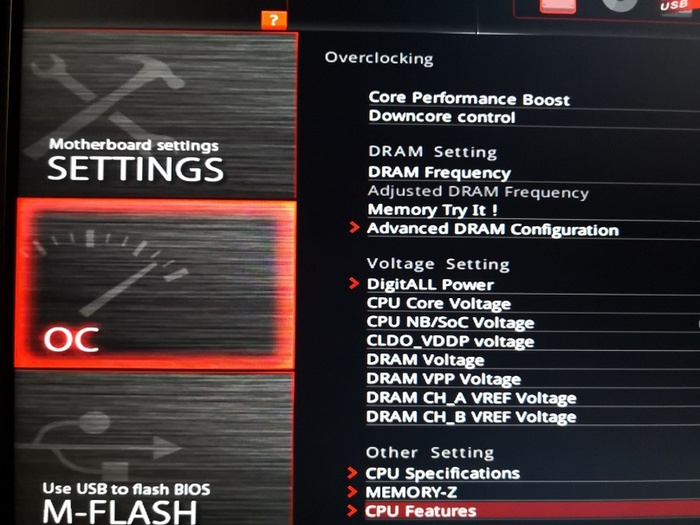 USB
?
Motherboard settings
SETTINGS
OC
Use USB to flash BIOS
M-FLASH
Overclocking
Core Performance Boost
Downcore control
DRAM Setting
DRAM Frequency
Adjusted DRAM Frequency
Memory Try It !
> Advanced DRAM Configuration
Voltage Setting
> DigitALL Power
CPU Core Voltage
CPU NB/SoC Voltage
CLDO_VDDP voltage
DRAM Voltage
DRAM VPP Voltage
DRAM CH_A VREF Voltage
DRAM CH_B VREF Voltage
Other Setting
> CPU Specifications
> MEMORY-Z
> CPU Features